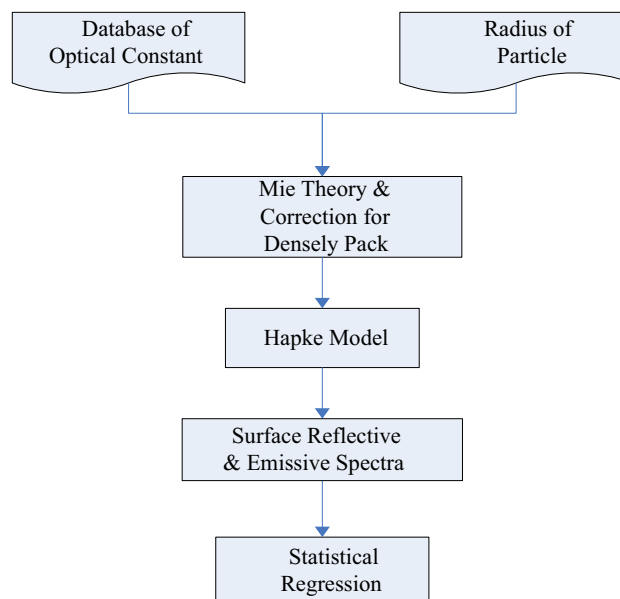 Database of
Optical Constant
Radius of
Particle
Mie Theory &
Correction for
Densely Pack
Hapke Model
Surface Reflective
& Emissive Spectra
Statistical
Regression